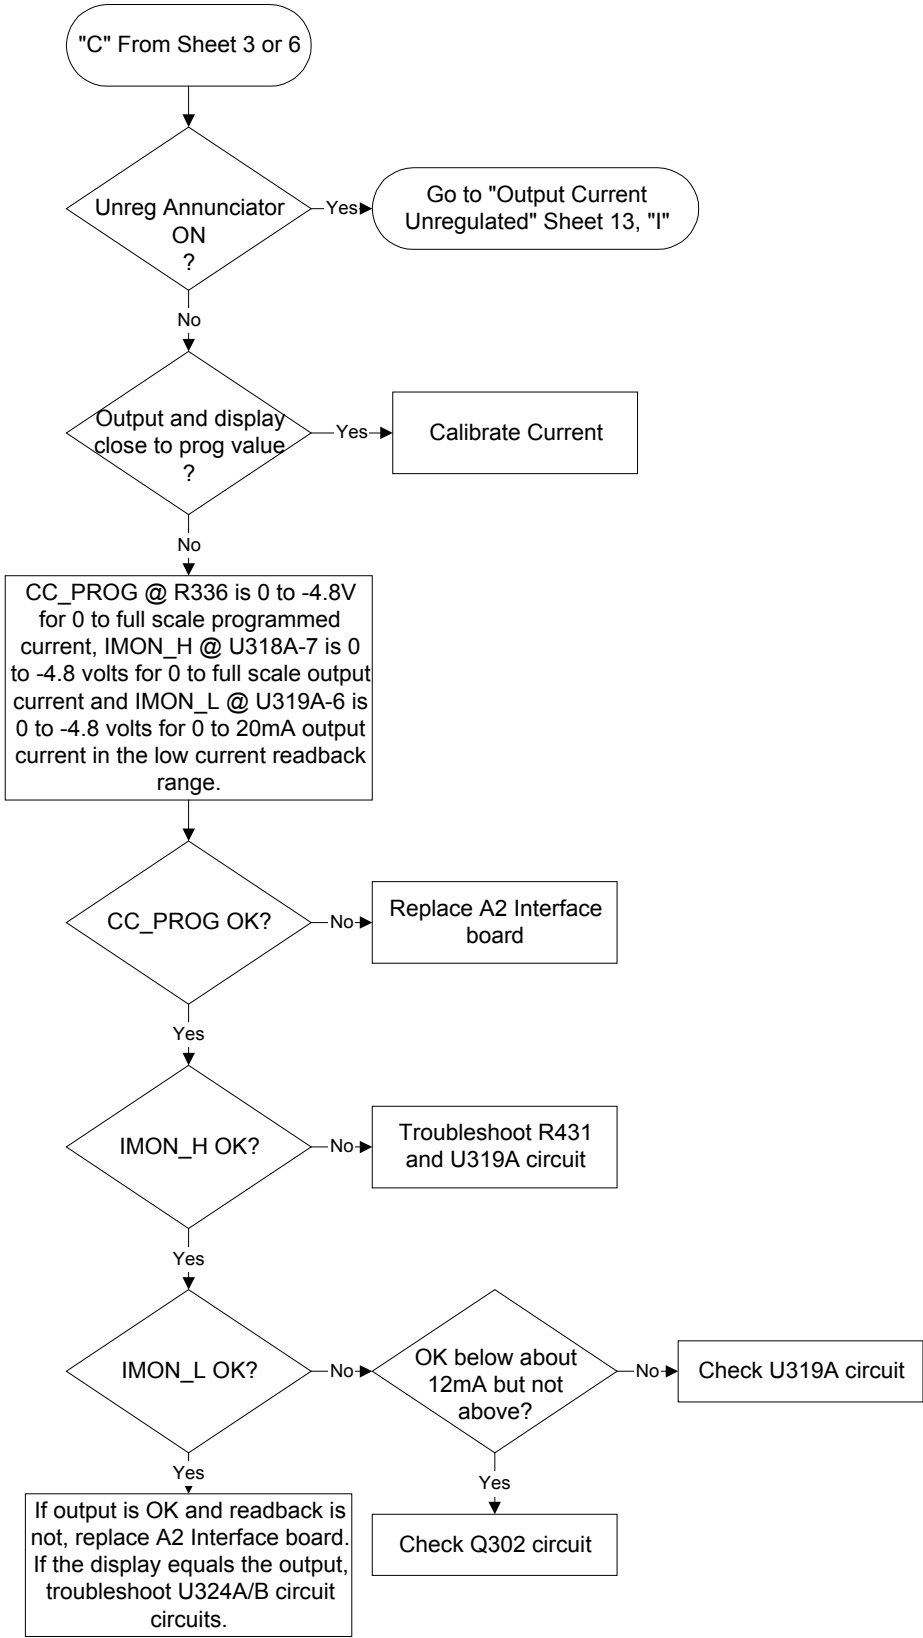 "C" From Sheet 3 or 6
Unreg Annunciator
ON
?
Yes
Go to "Output Current
Unregulated" Sheet 13, "I"
No
Output and display
close to prog value
?
Yes
Calibrate Current
No
CC_PROG @ R336 is 0 to -4.8V
for 0 to full scale programmed
current, IMON_H @ U318A-7 is 0
to -4.8 volts for 0 to full scale output
current and IMON_L @ U319A-6 is
0 to -4.8 volts for 0 to 20mA output
current in the low current readback
range.
CC_PROG OK?
No
Replace A2 Interface
board
Yes
IMON_H OK?
No
Troubleshoot R431
and U319A circuit
Yes
IMON_L OK?
No
OK below about
12mA but not
above?
No
Check U319A circuit
Yes
Yes
If output is OK and readback is
not, replace A2 Interface board.
If the display equals the output,
troubleshoot U324A/B circuit
circuits.
Check Q302 circuit